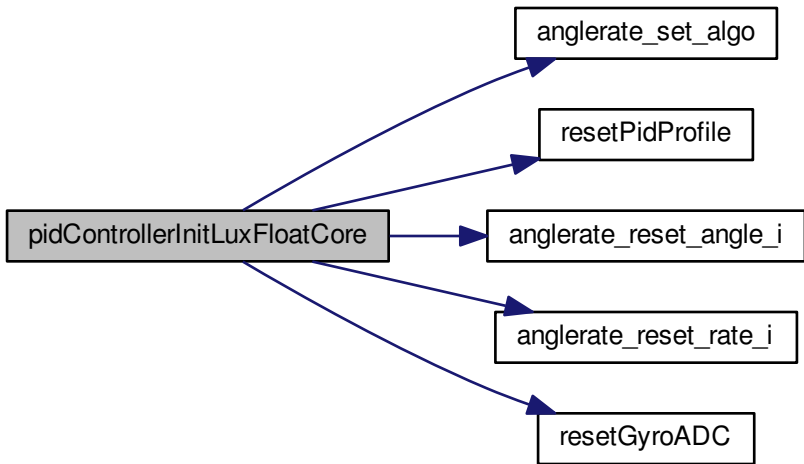 anglerate_set_algo
resetPidProfile
pidControllerInitLuxFloatCore
anglerate_reset_angle_i
anglerate_reset_rate_i
resetGyroADC